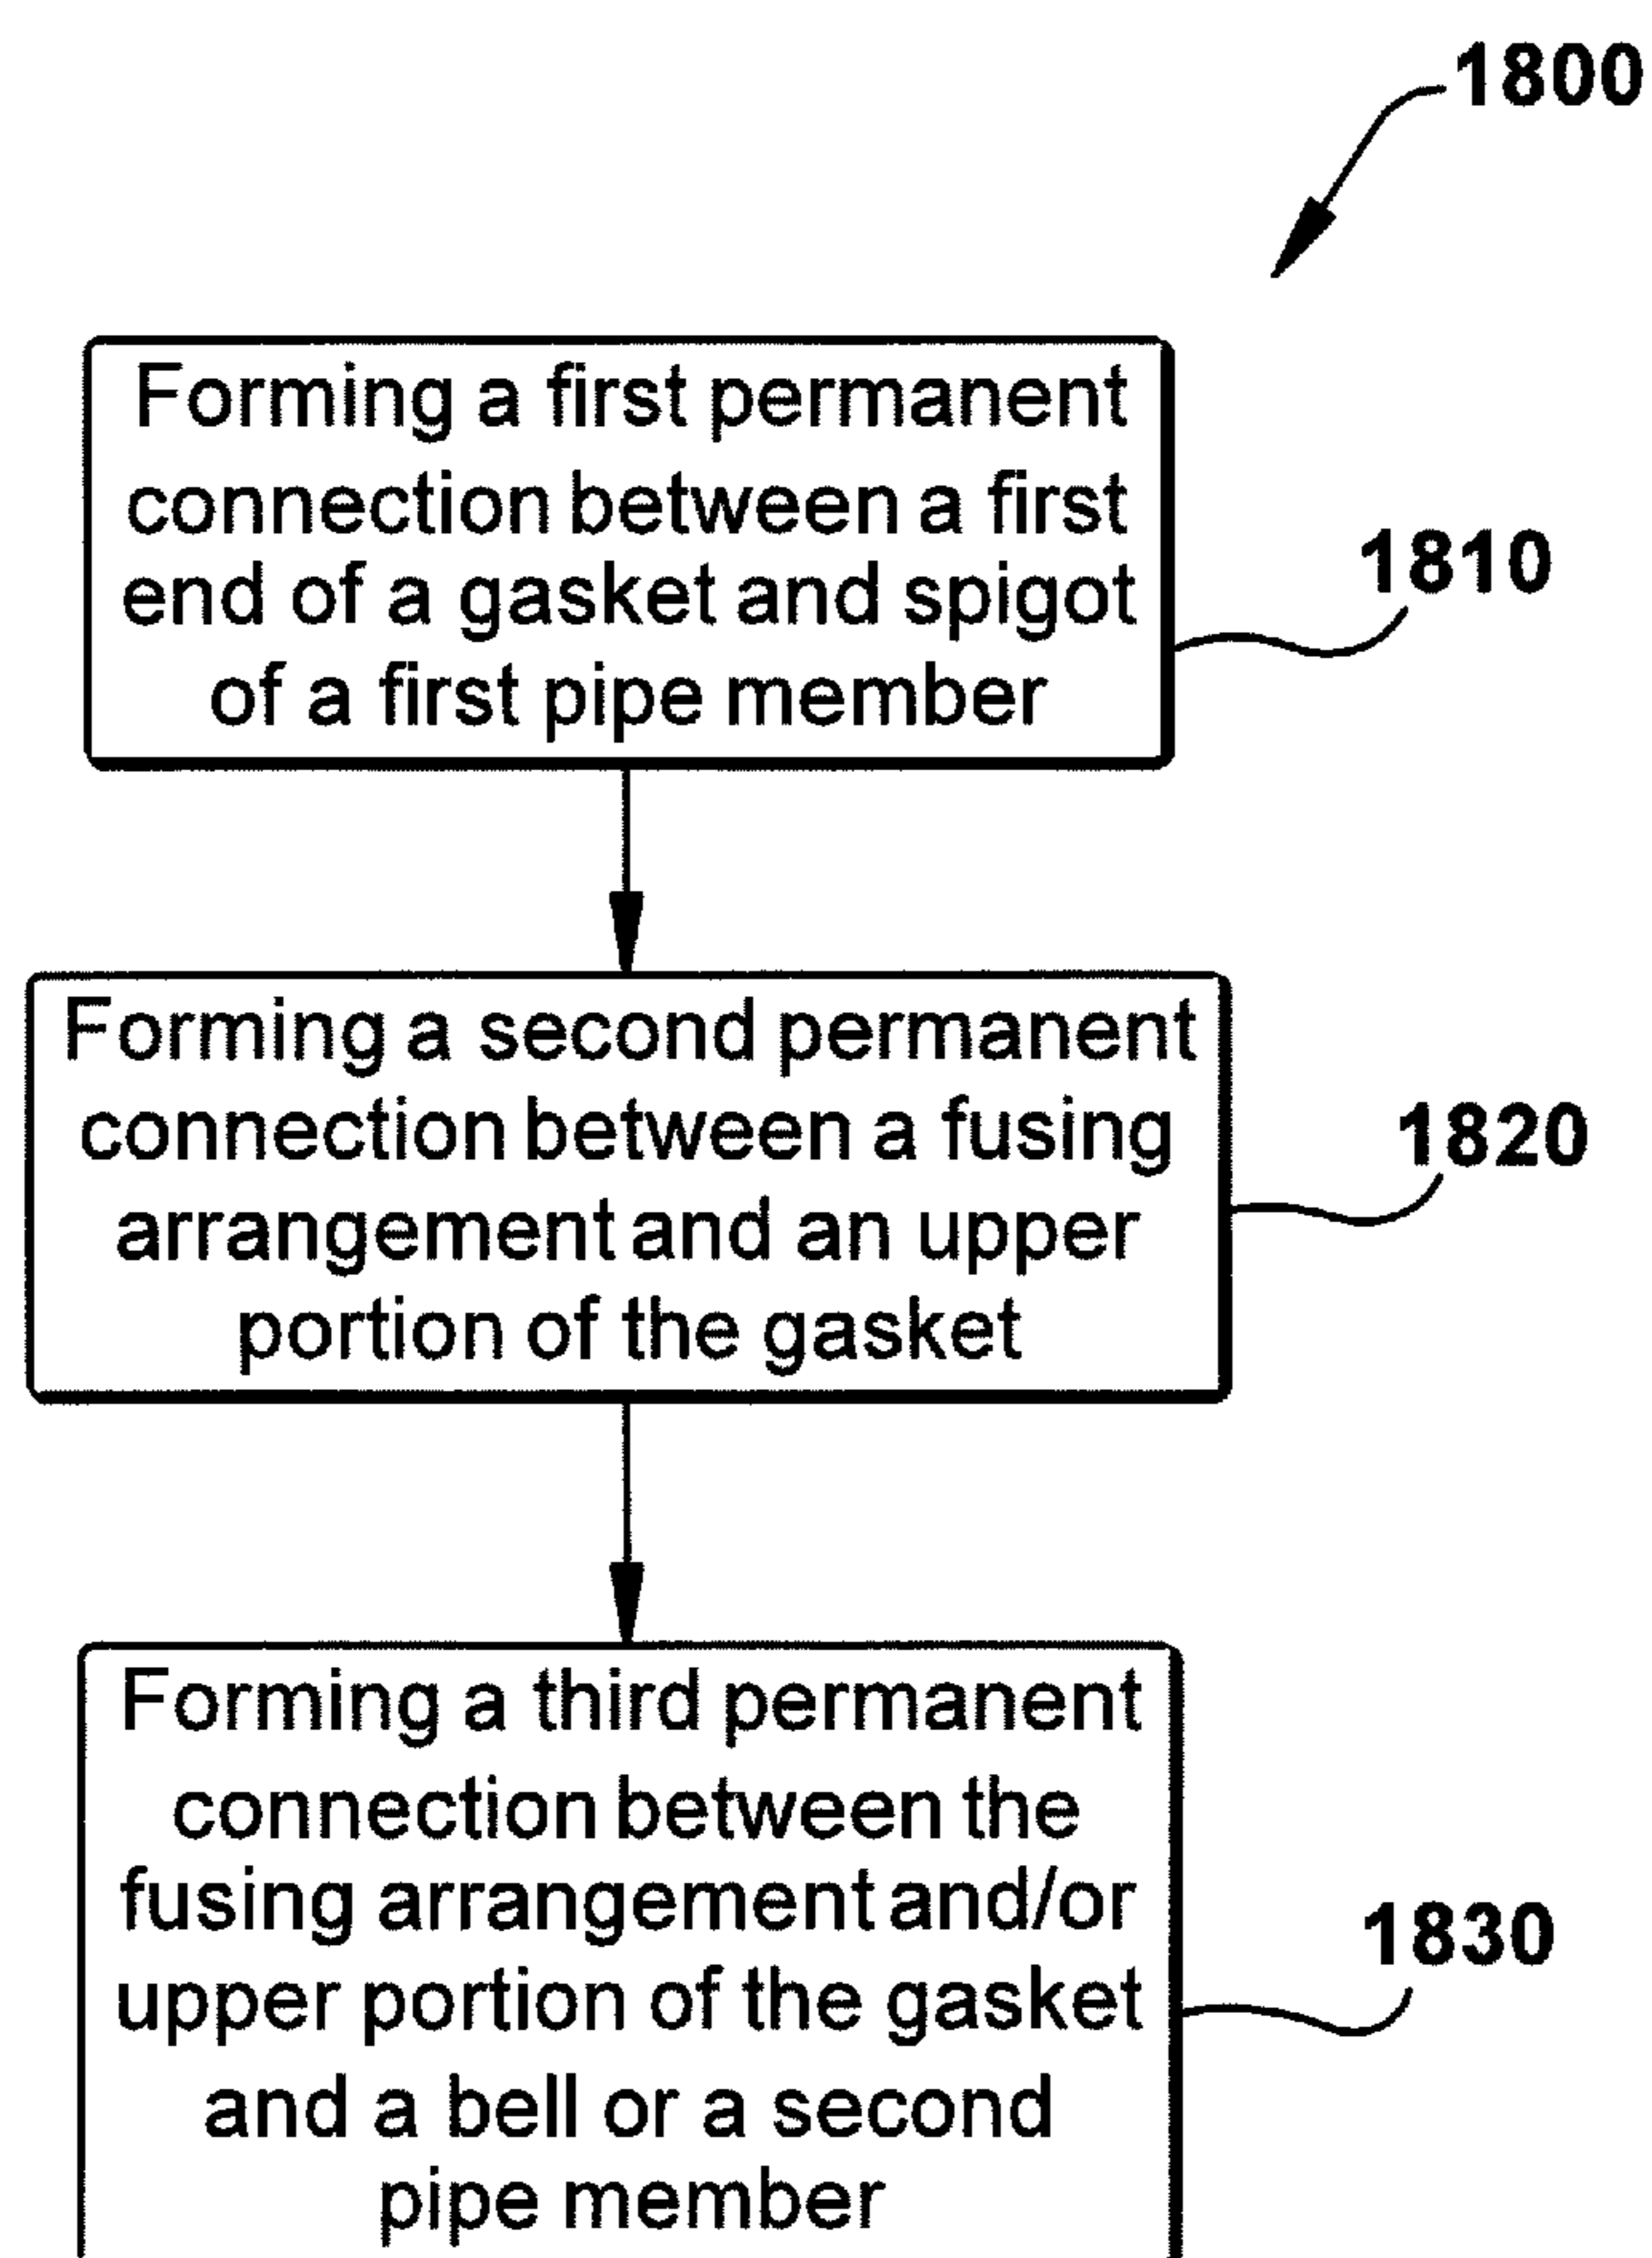 1800
Forming a first permanent
connection between a first
end of a gasket and spigot
of a first pipe member
1810
Forming a second permanent
connection between a fusing
arrangement and an upper
portion of the gasket
1820
Forming a third permanent
connection between the
fusing arrangement and/or
upper portion of the gasket
and a bell or a second
pipe member
1830